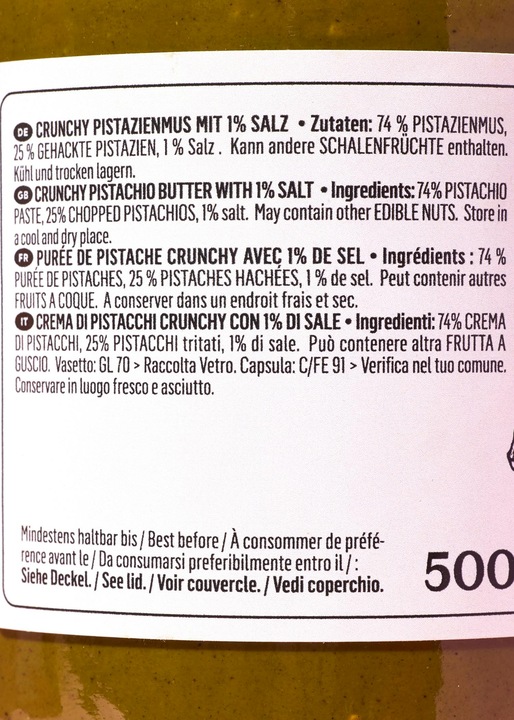 DE CRUNCHY PISTAZIENMUS MIT 1% SALZ • Zutaten: 74 % PISTAZIENMUS,
25 % GEHACKTE PISTAZIEN, 1 % Salz . Kann andere SCHALENFRÜCHTE enthalten.
Kühl und trocken lagern.
GB CRUNCHY PISTACHIO BUTTER WITH 1% SALT • Ingredients: 74% PISTACHIO
PASTE, 25% CHOPPED PISTACHIOS, 1% salt. May contain other EDIBLE NUTS. Store in
a cool and dry place.
FR PURÉE DE PISTACHE CRUNCHY AVEC 1% DE SEL • Ingrédients : 74 %
PURÉE DE PISTACHES, 25 % PISTACHES HACHÉES, 1 % de sel. Peut contenir autres
FRUITS A COQUE. A conserver dans un endroit frais et sec.
IT CREMA DI PISTACCHI CRUNCHY CON 1% DI SALE • Ingredienti: 74% CREMA
DI PISTACCHI, 25% PISTACCHI tritati, 1% di sale. Può contenere altra FRUTTA A
GUSCIO. Vasetto: GL 70 > Raccolta Vetro. Capsula: C/FE 91 > Verifica nel tuo comune.
Conservare in luogo fresco e asciutto.
Mindestens haltbar bis / Best before / À consommer de préfé-
rence avant le / Da consumarsi preferibilmente entro il / :
Siehe Deckel. / See lid. / Voir couvercle. / Vedi coperchio.
500